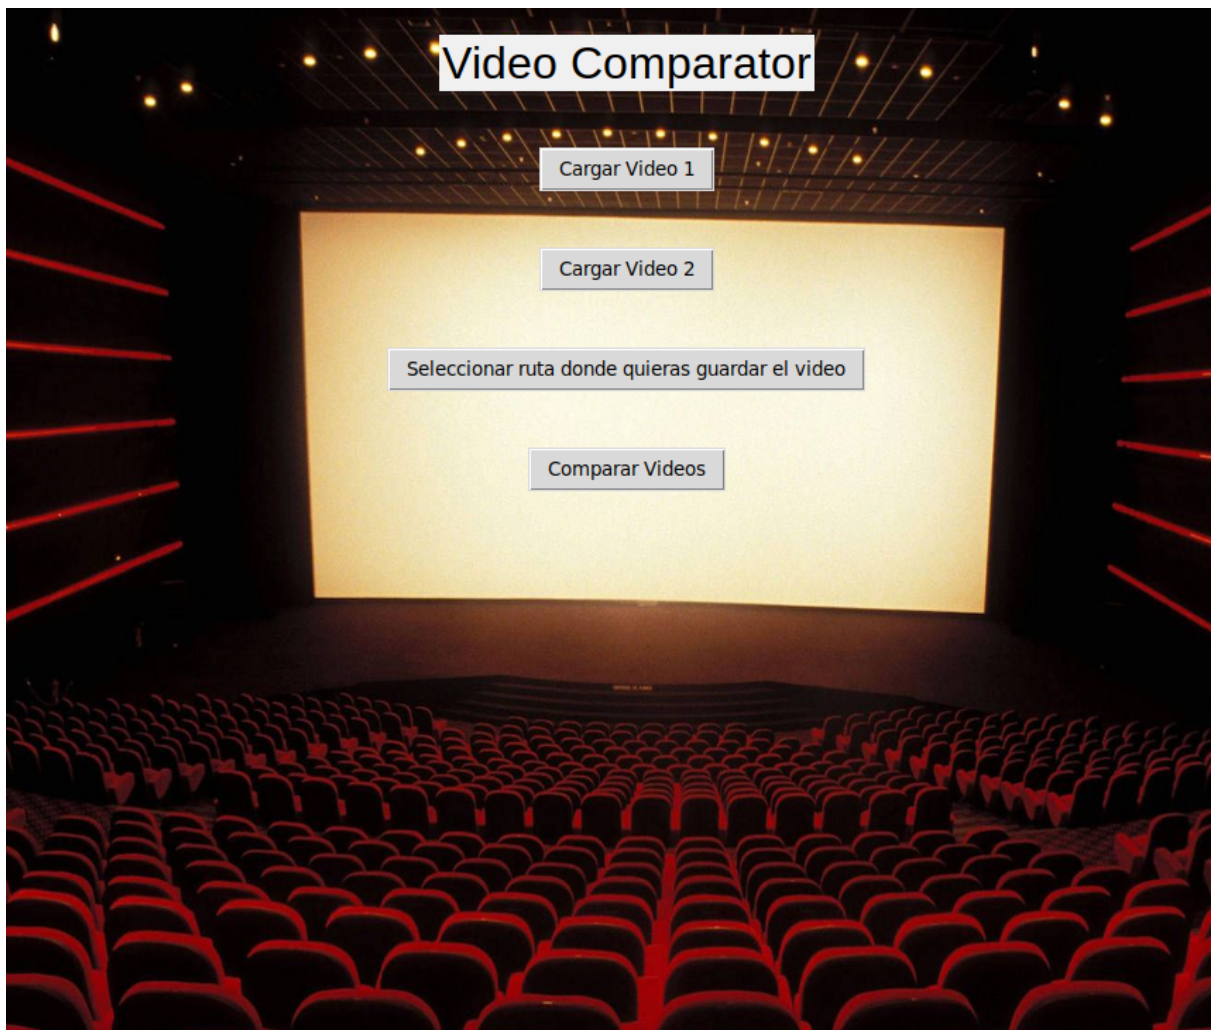 Video Comparator
Cargar Video 1
Cargar Video 2
Seleccionar ruta donde quieras guardar el video
Comparar Videos